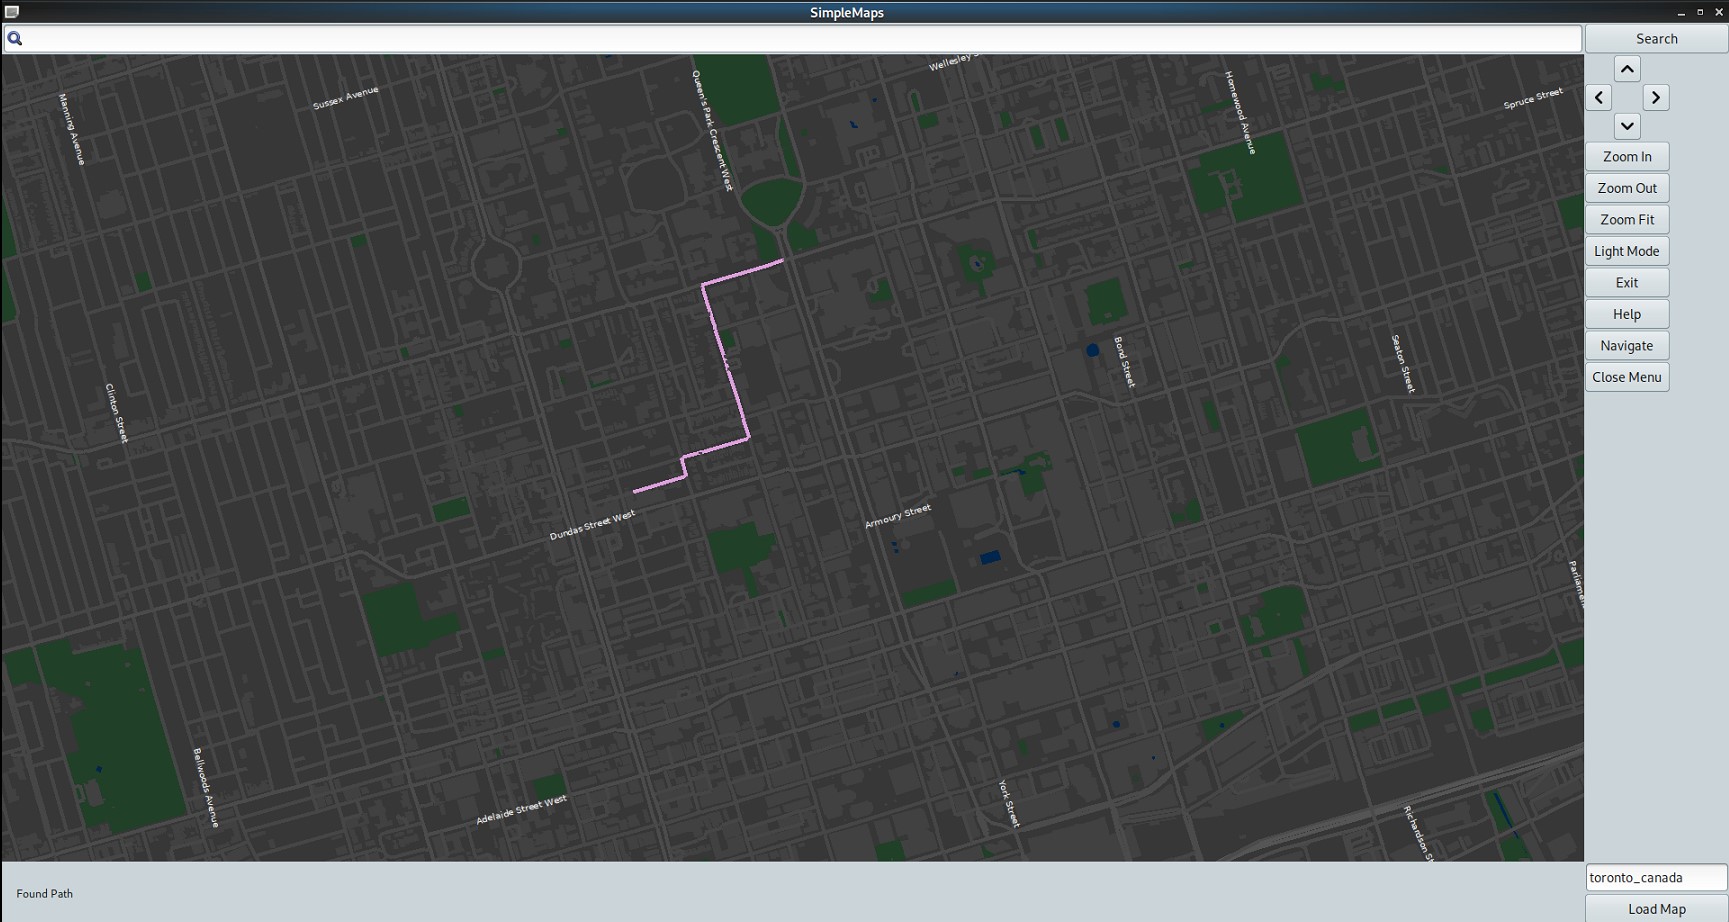 SimpleMaps
Search
Wellesley S
Manning Avenue
Sussex Avenue
Queen's Park Crescent West
Homewood Avenue
Spruce Street
Zoom In
Zoom Out
Zoom Fit
Light Mode
Exit
Help
Navigate
Close Menu
Clinton Street
Bond Street
Seaton Street
Dundas Street West
Armoury Street
Parliamen
Bellwoods Avenue
Adelaide Street West
York Street
Richardson St
toronto_canada
Found Path
Load Map